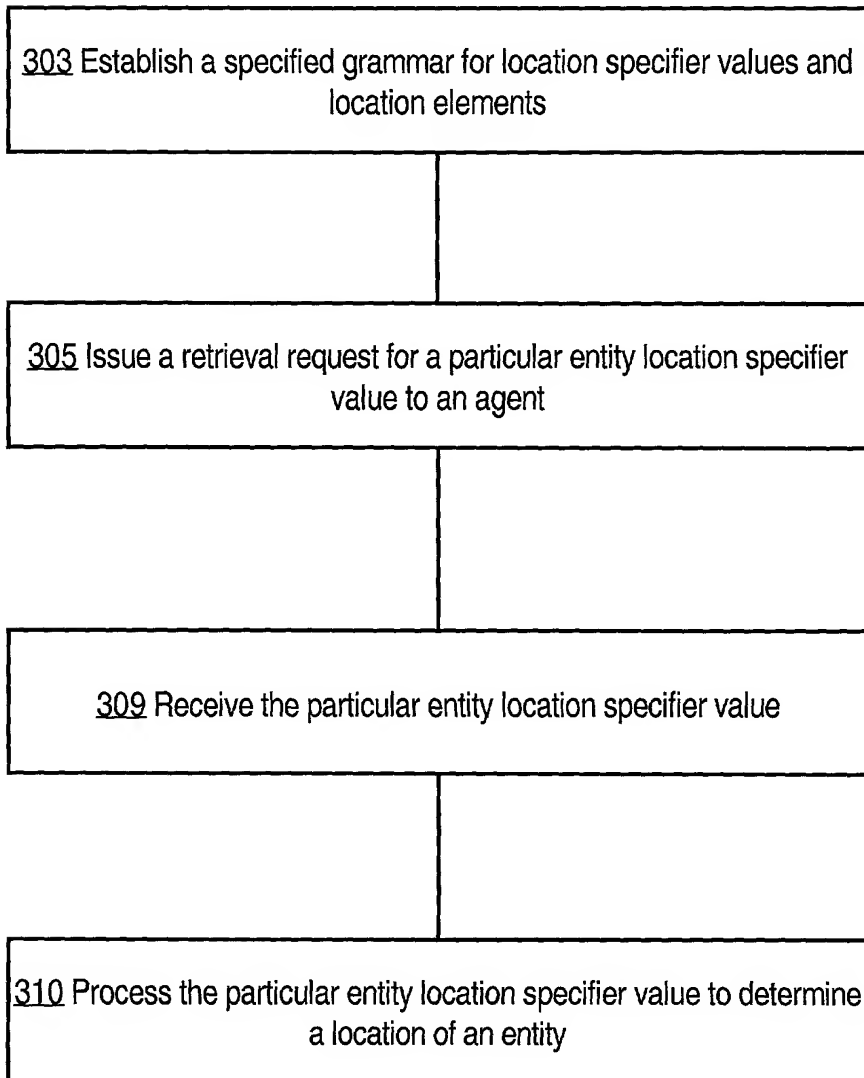 303 Establish a specified grammar for location specifier values and
location elements
305 Issue a retrieval request for a particular entity location specifier
value to an agent
309 Receive the particular entity location specifier value
310 Process the particular entity location specifier value to determine
a location of an entity